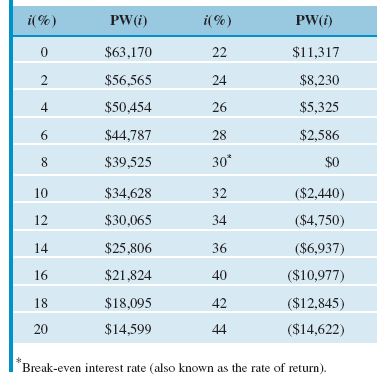 i(%) PW(i) i(%) PW(i)
0 $63,170 22 $11,317
2 $56,565 24 $8,230
4 $50,454 26 $5,325
6 $44,787 28 $2,586
8 $39,525 30* $0
10 $34,628 32 ($2,440)
12 $30,065 34 ($4,750)
14 $25,806 36 ($6,937)
16 $21,824 40 ($10,977)
18 $18,095 42 ($12,845)
20 $14,599 44 ($14,622)
*Break-even interest rate (also known as the rate of return).